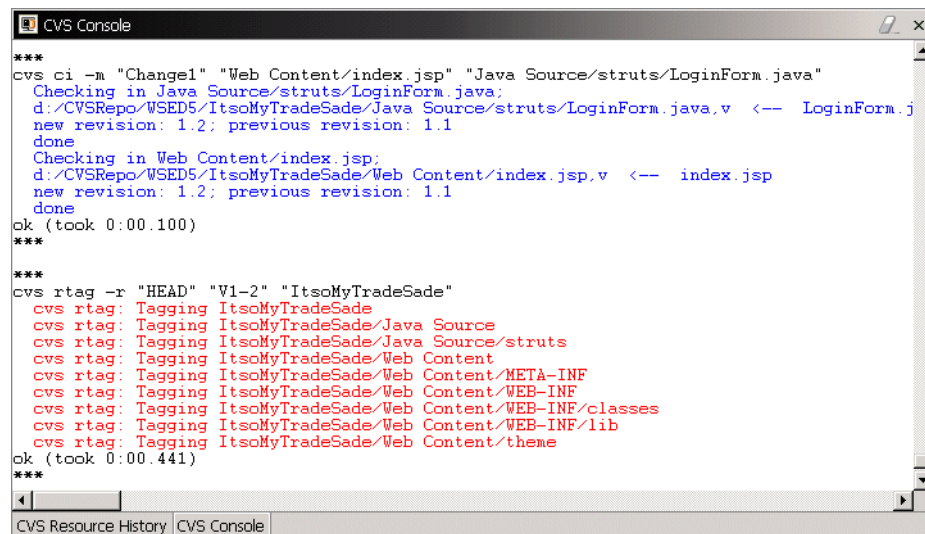 CVS Console
***
cvs ci -m "Change1" "Web Content/index.jsp" "Java Source/struts/LoginForm.java"
Checking in Java Source/struts/LoginForm.java;
d:/CVSRepo/WSED5/ItsoMyTradeSade/Java Source/struts/LoginForm.java,v <-- LoginForm.j
new revision: 1.2; previous revision: 1.1
done
Checking in Web Content/index.jsp;
d:/CVSRepo/WSED5/ItsoMyTradeSade/Web Content/index.jsp,v <-- index.jsp
new revision: 1.2; previous revision: 1.1
done
ok (took 0:00.100)
***
***
cvs rtag -r "HEAD" "V1-2" "ItsoMyTradeSade"
cvs rtag: Tagging ItsoMyTradeSade
cvs rtag: Tagging ItsoMyTradeSade/Java Source
cvs rtag: Tagging ItsoMyTradeSade/Java Source/struts
cvs rtag: Tagging ItsoMyTradeSade/Web Content
cvs rtag: Tagging ItsoMyTradeSade/Web Content/META-INF
cvs rtag: Tagging ItsoMyTradeSade/Web Content/WEB-INF
cvs rtag: Tagging ItsoMyTradeSade/Web Content/WEB-INF/classes
cvs rtag: Tagging ItsoMyTradeSade/Web Content/WEB-INF/lib
cvs rtag: Tagging ItsoMyTradeSade/Web Content/theme
ok (took 0:00.441)
***
CVS Resource History CVS Console